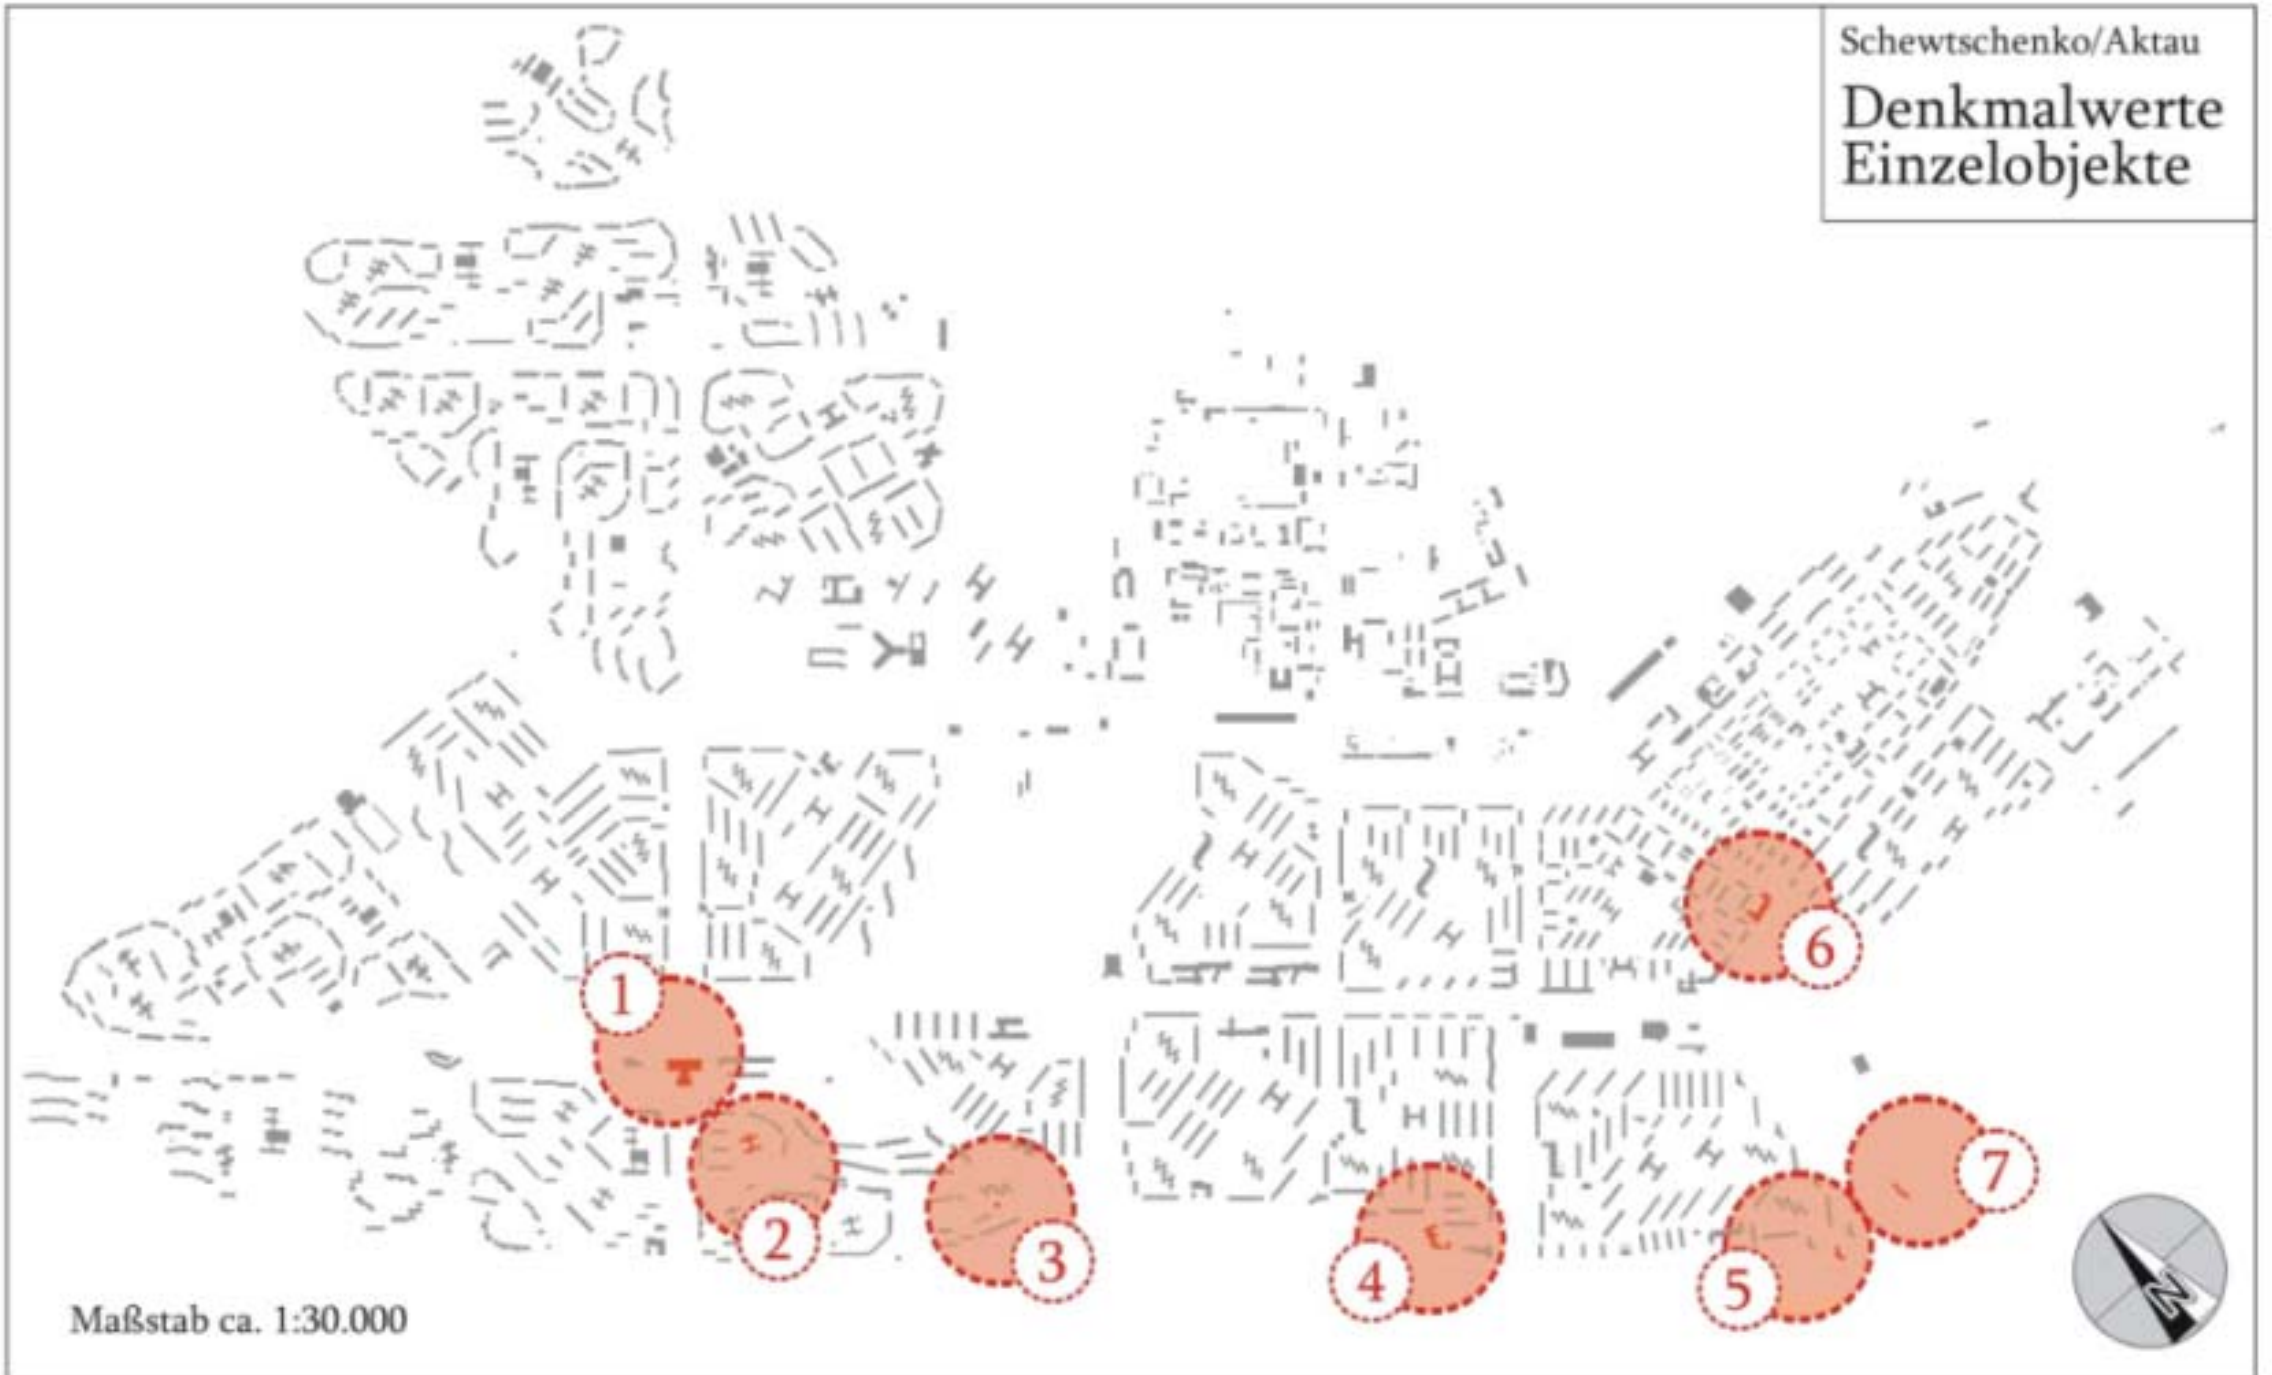 Schewtschenko/Aktau
Denkmalwerte
Einzelobjekte
1
2
3
4
5
6
7
N
Maßstab ca. 1:30.000